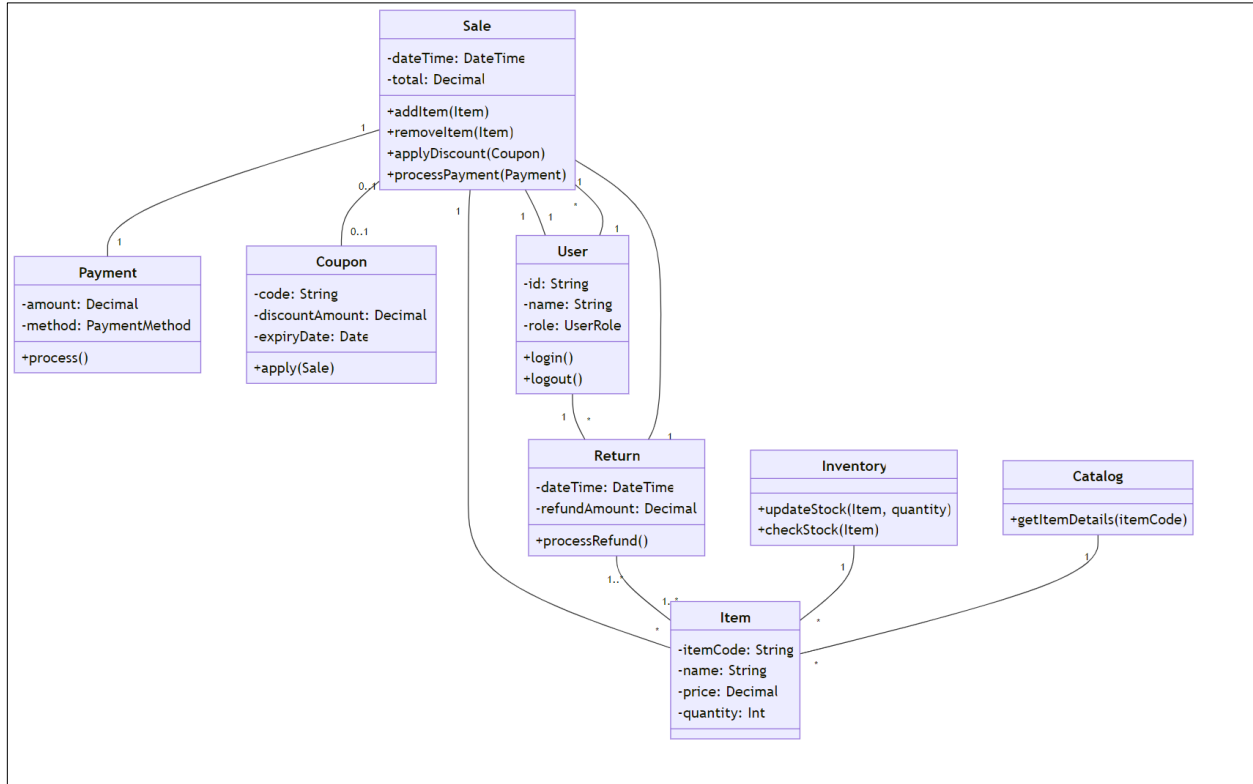 Sale
-dateTime: DateTime
-total: Decimal
+addItem(Item)
+removeItem(Item)
+applyDiscount(Coupon)
+processPayment(Payment)
1
0..1
1
1
1
1
*
1
1
0..1
Payment
-amount: Decimal
-method: PaymentMethod
+process()
Coupon
-code: String
-discountAmount: Decimal
-expiryDate: Date
+apply(Sale)
User
-id: String
-name: String
-role: UserRole
+login()
+logout()
1
*
1
Return
-dateTime: DateTime
-refundAmount: Decimal
+processRefund()
Inventory
+updateStock(Item, quantity)
+checkStock(Item)
Catalog
+getItemDetails(itemCode)
1..*
1
1
1..*
*
*
*
Item
-itemCode: String
-name: String
-price: Decimal
-quantity: Int